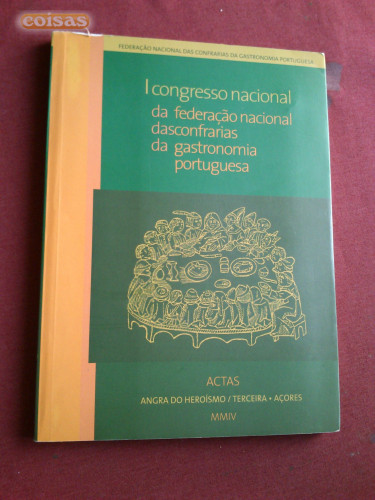 coisas
FEDERAÇÃO NACIONAL DAS CONFRARIAS DA GASTRONOMIA PORTUGUESA
I congresso nacional
da federação nacional
dasconfrarias
da gastronomia
portuguesa
ACTAS
ANGRA DO HEROÍSMO / TERCEIRA • AÇORES
MMIV